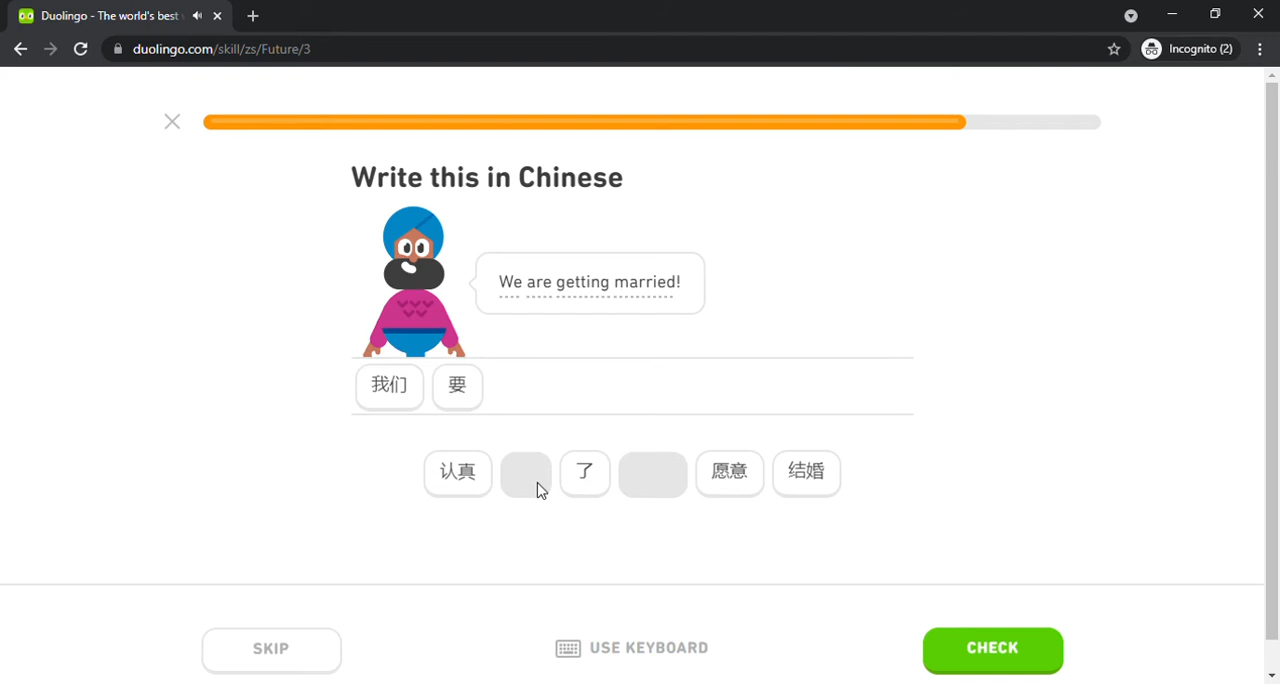 Duolingo - The world's best
duolingo.com/skill/zs/Future/3
Incognito (2)
Write this in Chinese
We are getting married!
我们 要
认真 了 愿意 结婚
SKIP
USE KEYBOARD
CHECK